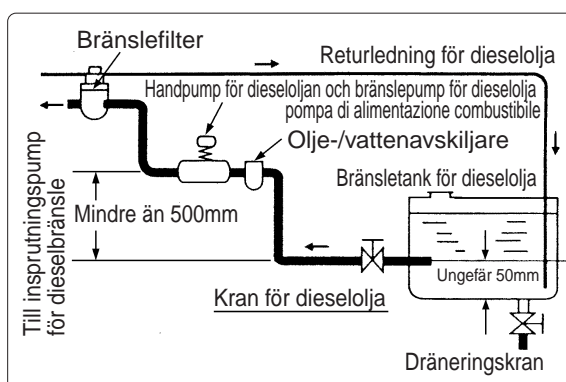 Bränslefilter
Returledning för dieselolja
Handpump för dieseloljan och bränslepump för dieselolja
pompa di alimentazione combustibile
Olje-/vattenavskiljare
Bränsletank för dieselolja
Mindre än 500mm
Till insprutningspump
för dieselbränsle
Ungefär 50mm
Kran för dieselolja
Dräneringskran